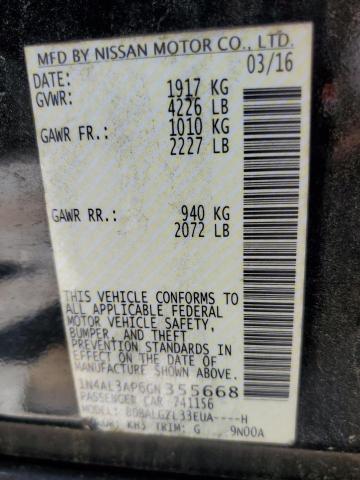 MFD BY NISSAN MOTOR CO., LTD.
DATE: 03/16
GVWR: 1917 KG
4226 LB
GAWR FR.: 1010 KG
2227 LB
GAWR RR.: 940 KG
2072 LB
THIS VEHICLE CONFORMS TO
ALL APPLICABLE FEDERAL
MOTOR VEHICLE SAFETY,
BUMPER, AND THEFT
PREVENTION STANDARDS IN
EFFECT ON THE DATE OF
MANUFACTURE SHOWN ABOVE.
1N4AL3AP6GN355668
PASSENGER CAR 741156
MODEL: BDBALGZL33EUA----H
COLOR: KH3 TRIM: G 9N00A